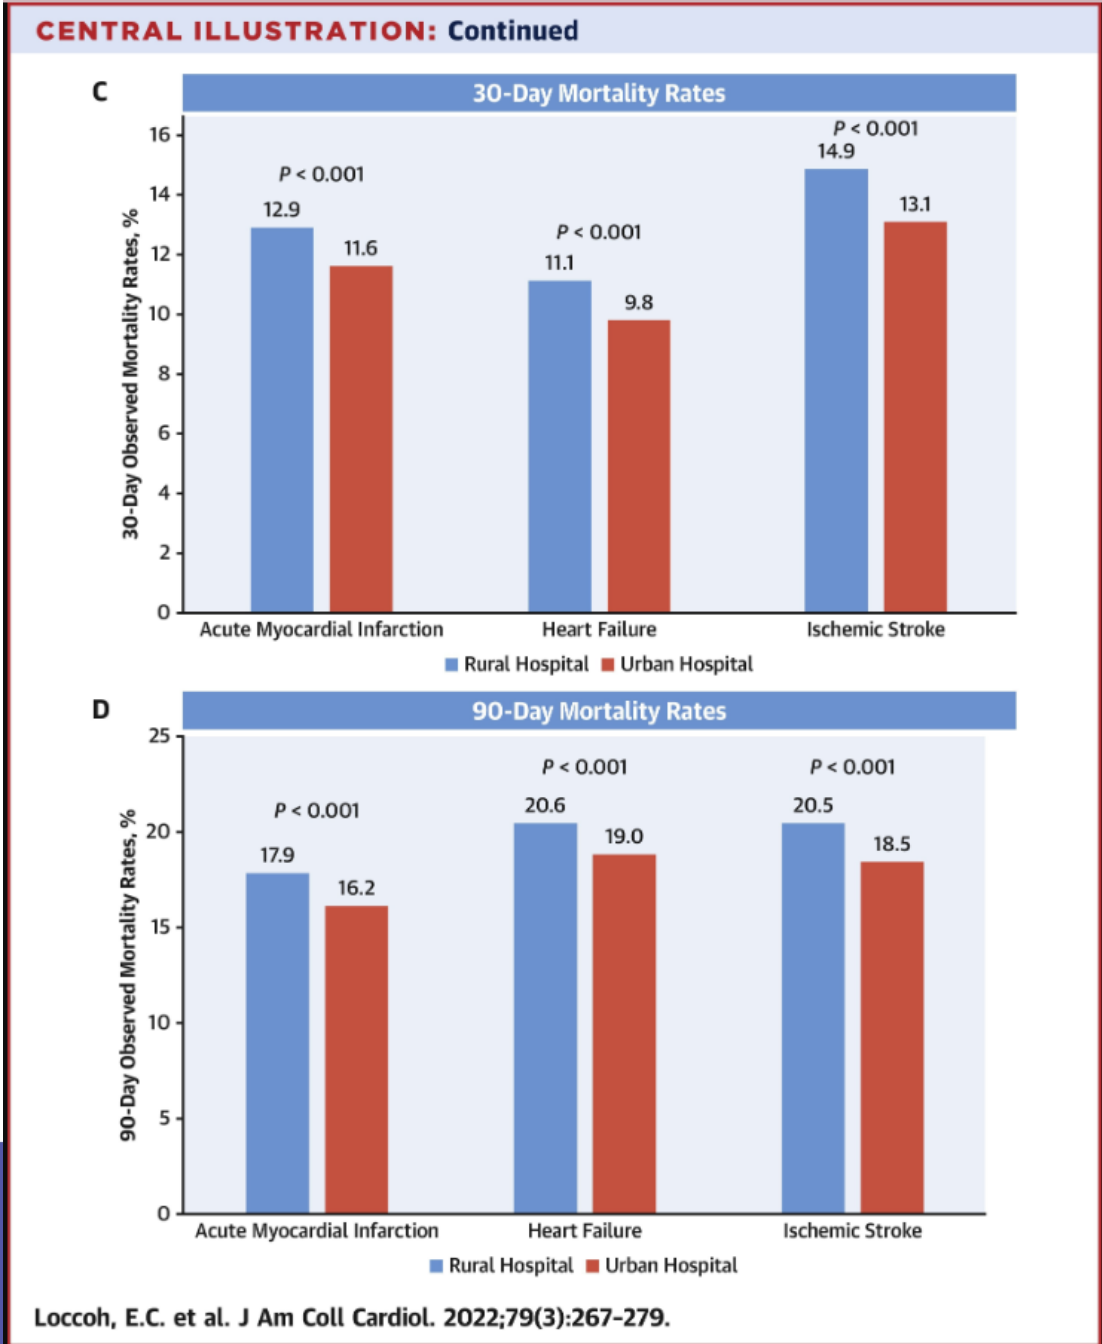 CENTRAL ILLUSTRATION: Continued
C
30-Day Mortality Rates
30-Day Observed Mortality Rates, %
16
14
12
10
8
6
4
2
0
P < 0.001
12.9
11.6
P < 0.001
11.1
9.8
P < 0.001
14.9
13.1
Acute Myocardial Infarction
Heart Failure
Ischemic Stroke
Rural Hospital
Urban Hospital
D
90-Day Mortality Rates
90-Day Observed Mortality Rates, %
25
20
15
10
5
0
P < 0.001
17.9
16.2
P < 0.001
20.6
19.0
P < 0.001
20.5
18.5
Acute Myocardial Infarction
Heart Failure
Ischemic Stroke
Rural Hospital
Urban Hospital
Loccoh, E.C. et al. J Am Coll Cardiol. 2022;79(3):267–279.